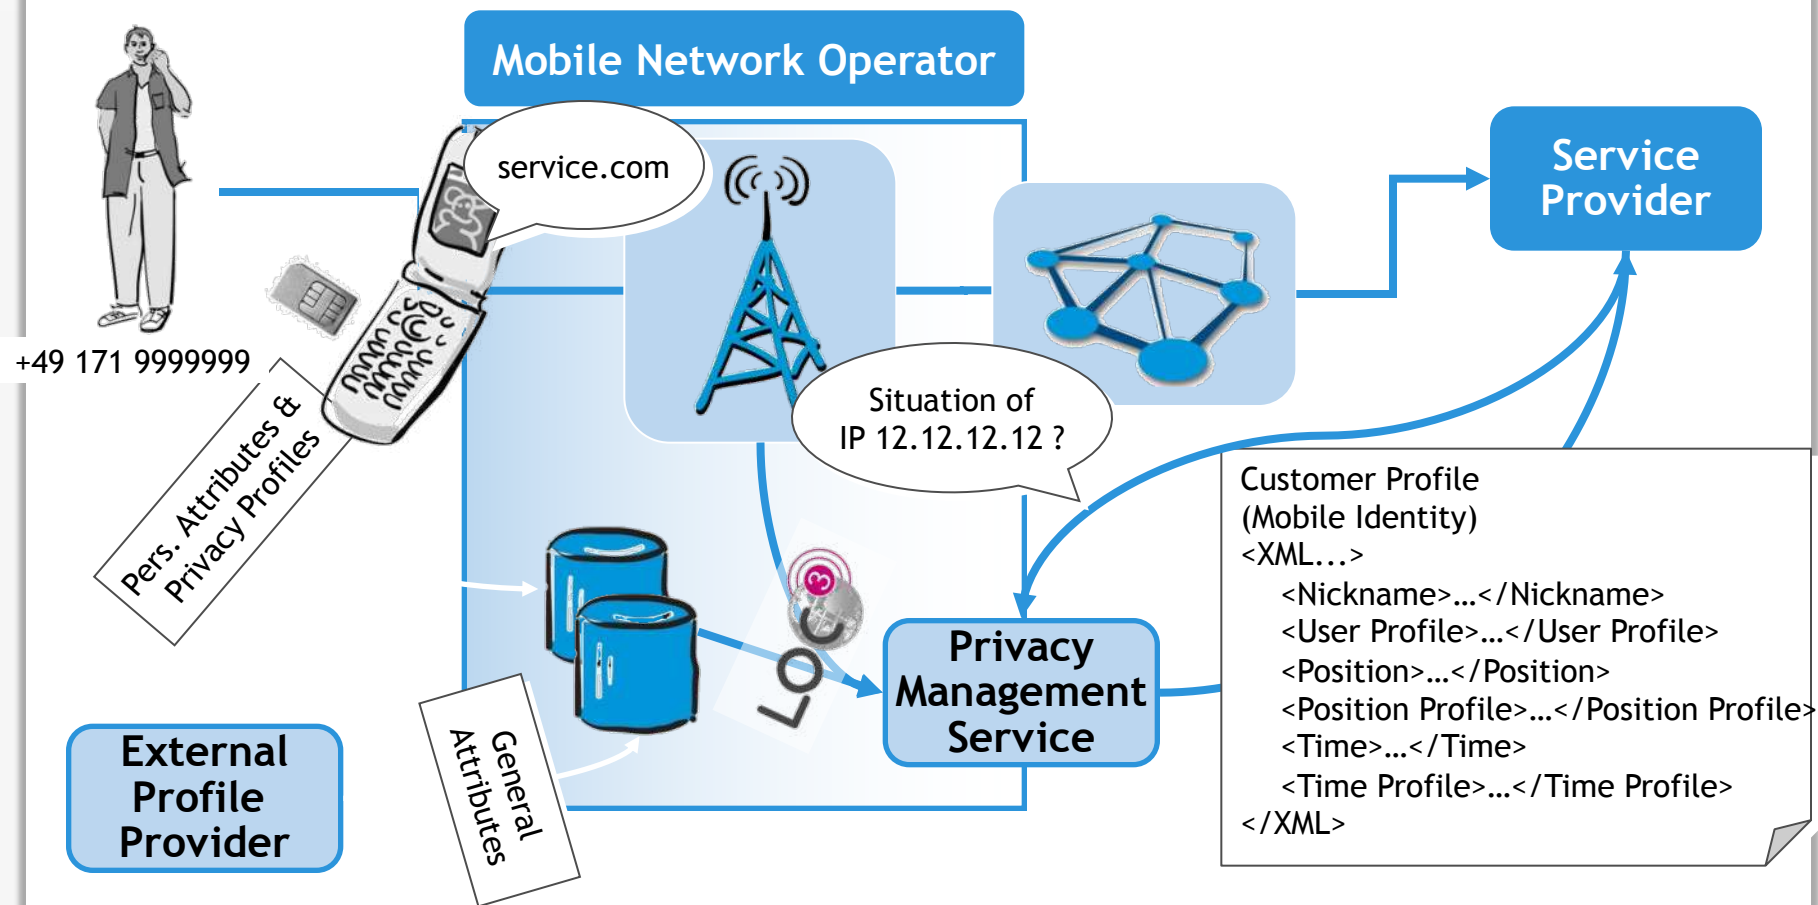 Mobile Network Operator
service.com
Service
Provider
+49 171 9999999
Situation of
IP 12.12.12.12 ?
Pers. Attributes &
Privacy Profiles
Customer Profile
(Mobile Identity)
<XML...>
<Nickname>…</Nickname>
<User Profile>…</User Profile>
<Position>…</Position>
<Position Profile>…</Position Profile>
<Time>…</Time>
<Time Profile>…</Time Profile>
</XML>
LOC
3
Privacy
Management
Service
General
Attributes
External
Profile
Provider